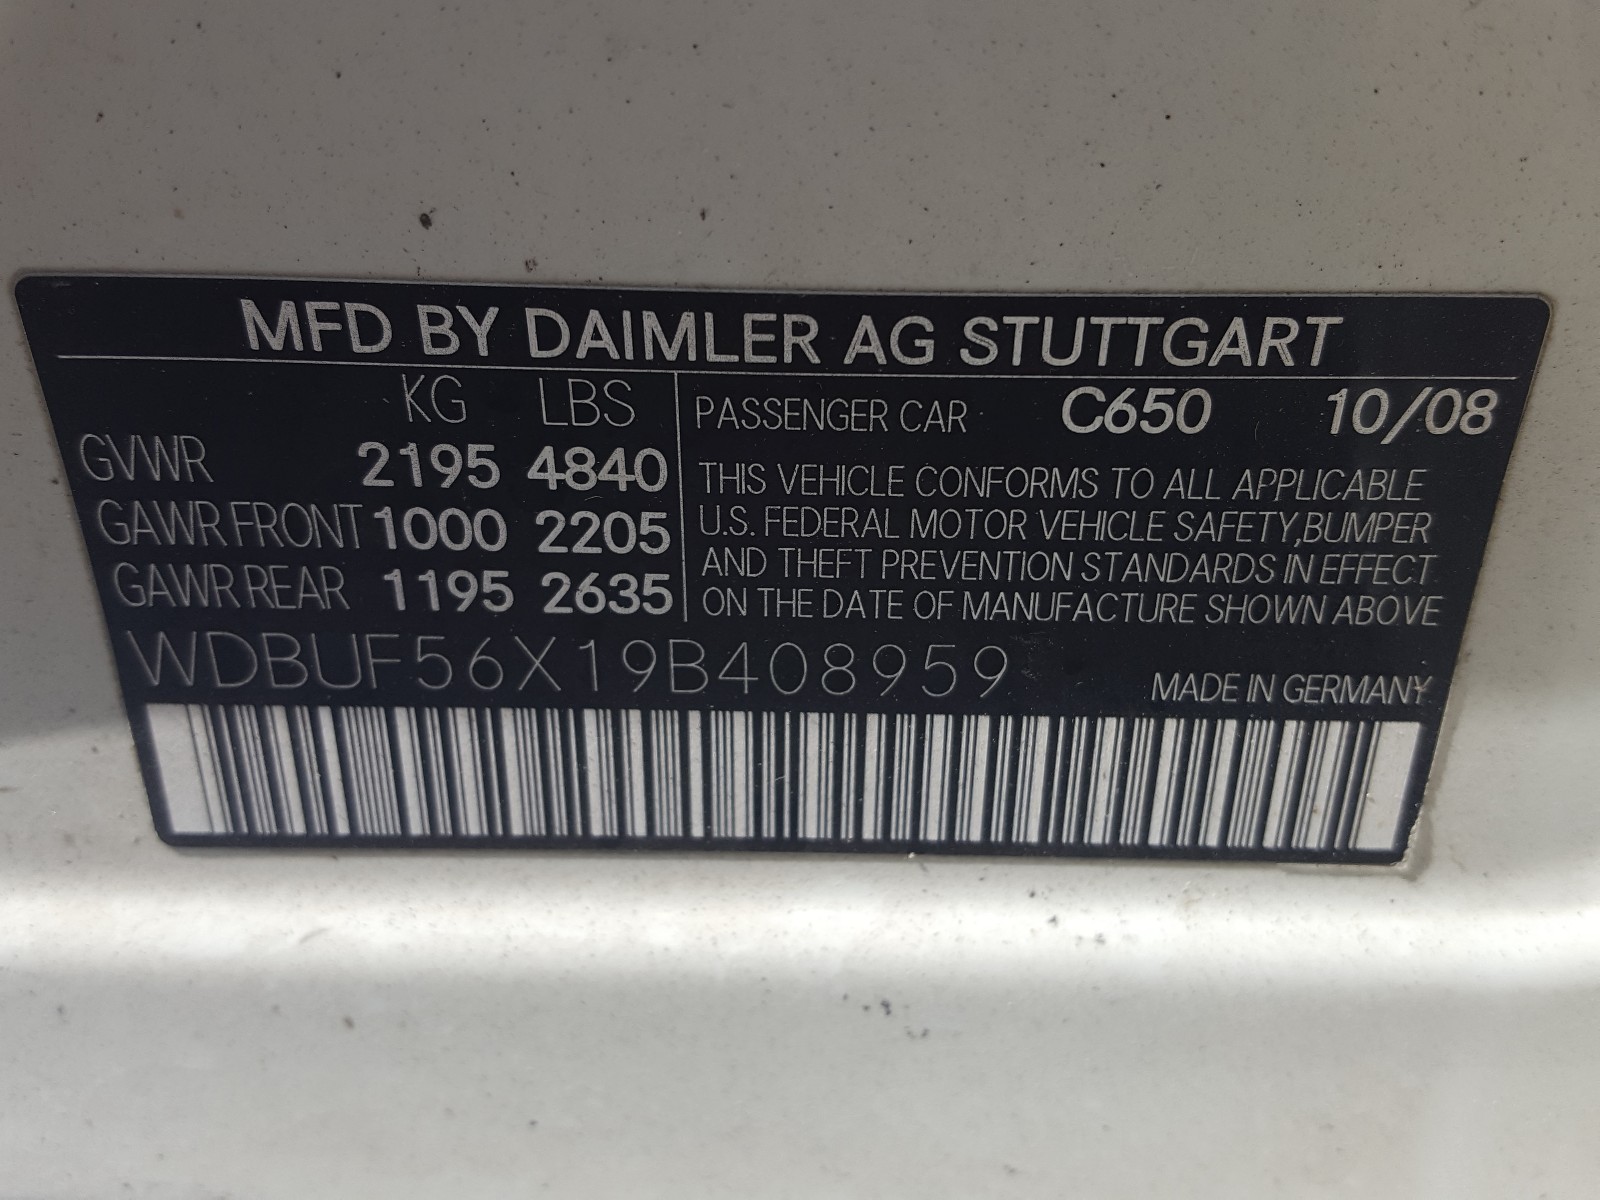 MFD BY DAIMLER AG STUTTGART
KG LBS
GVWR 2195 4840
GAWR FRONT 1000 2205
GAWR REAR 1195 2635
PASSENGER CAR C650 10/08
THIS VEHICLE CONFORMS TO ALL APPLICABLE
U.S. FEDERAL MOTOR VEHICLE SAFETY,BUMPER
AND THEFT PREVENTION STANDARDS IN EFFECT
ON THE DATE OF MANUFACTURE SHOWN ABOVE
WDBUF56X19B408959
MADE IN GERMANY